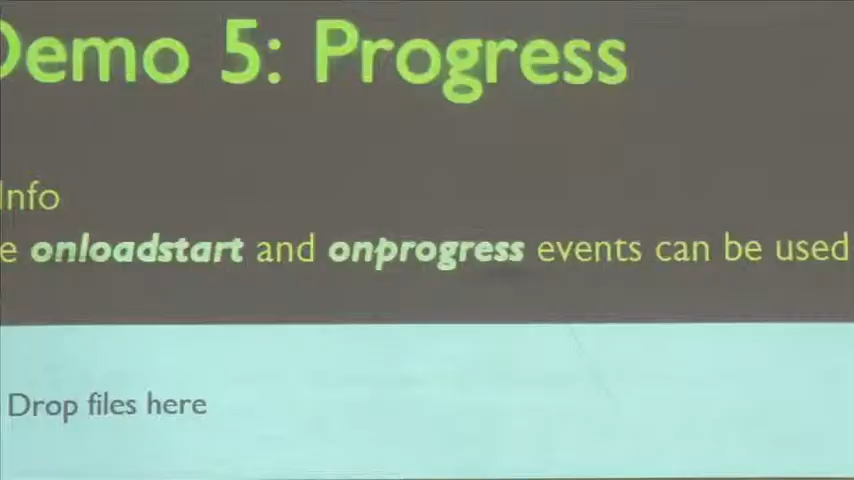 Demo 5: Progress
Info
e onloadstart and onprogress events can be used
Drop files here